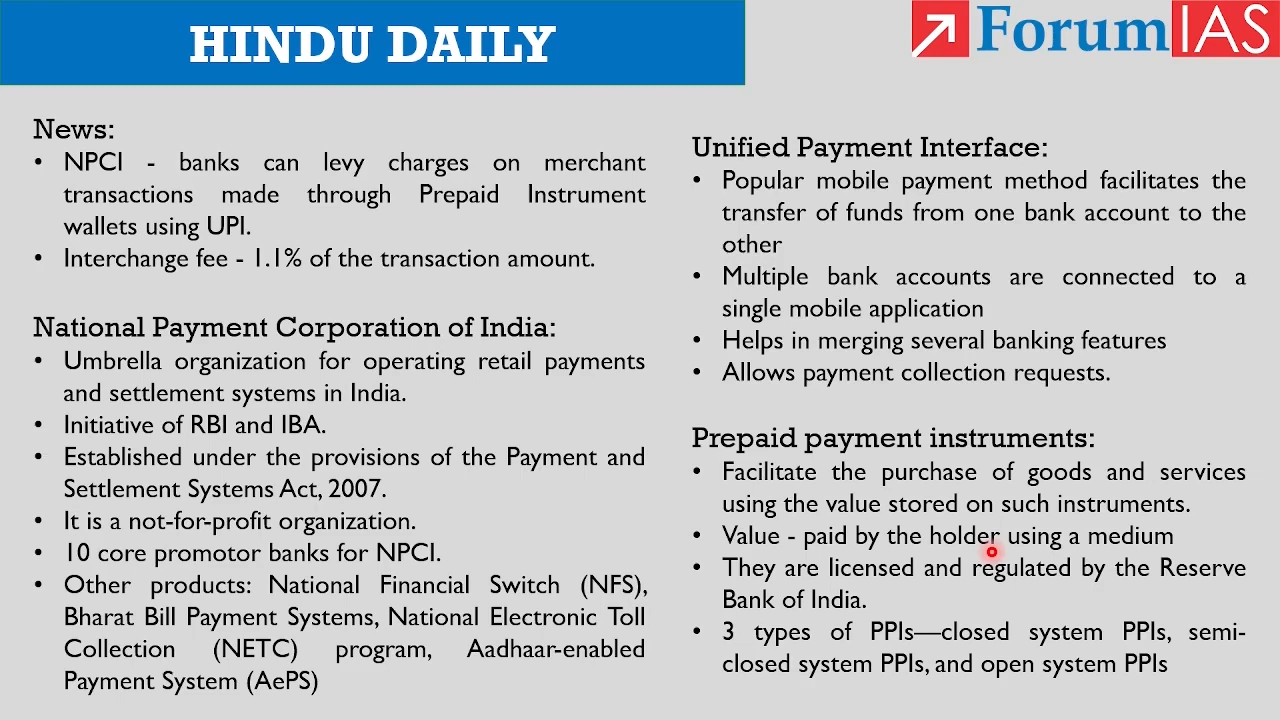 HINDU DAILY
Forum IAS
News:
• NPCI - banks can levy charges on merchant
transactions made through Prepaid Instrument
wallets using UPI.
• Interchange fee - 1.1% of the transaction amount.
National Payment Corporation of India:
• Umbrella organization for operating retail payments
and settlement systems in India.
• Initiative of RBI and IBA.
• Established under the provisions of the Payment and
Settlement Systems Act, 2007.
• It is a not-for-profit organization.
• 10 core promotor banks for NPCI.
• Other products: National Financial Switch (NFS),
Bharat Bill Payment Systems, National Electronic Toll
Collection (NETC) program, Aadhaar-enabled
Payment System (AePS)
Unified Payment Interface:
• Popular mobile payment method facilitates the
transfer of funds from one bank account to the
other
• Multiple bank accounts are connected to a
single mobile application
• Helps in merging several banking features
• Allows payment collection requests.
Prepaid payment instruments:
• Facilitate the purchase of goods and services
using the value stored on such instruments.
• Value - paid by the holder using a medium
• They are licensed and regulated by the Reserve
Bank of India.
• 3 types of PPIs—closed system PPIs, semi-
closed system PPIs, and open system PPIs